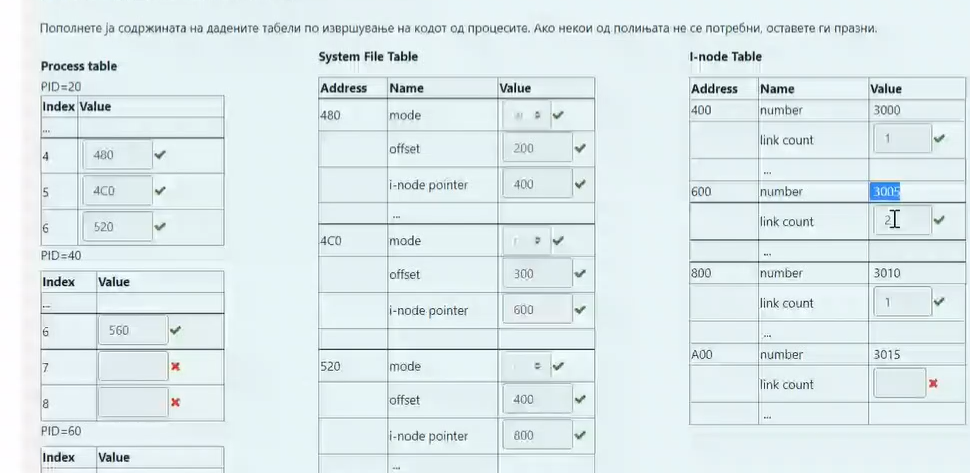 Пополнете ја содржината на дадените табели по извршување на кодот од процесите. Ако некои од полињата не се потребни, оставете ги празни.
Process table
PID=20
Index Value
...
4 480
5 4C0
6 520
PID=40
Index Value
...
6 560
7
8
PID=60
Index Value
System File Table
Address Name Value
480 mode
offset 200
i-node pointer 400
...
4C0 mode r
offset 300
i-node pointer 600
520 mode
offset 400
i-node pointer 800
...
I-node Table
Address Name Value
400 number 3000
link count 1
...
600 number 3005
link count 2
...
800 number 3010
link count 1
...
A00 number 3015
link count
...